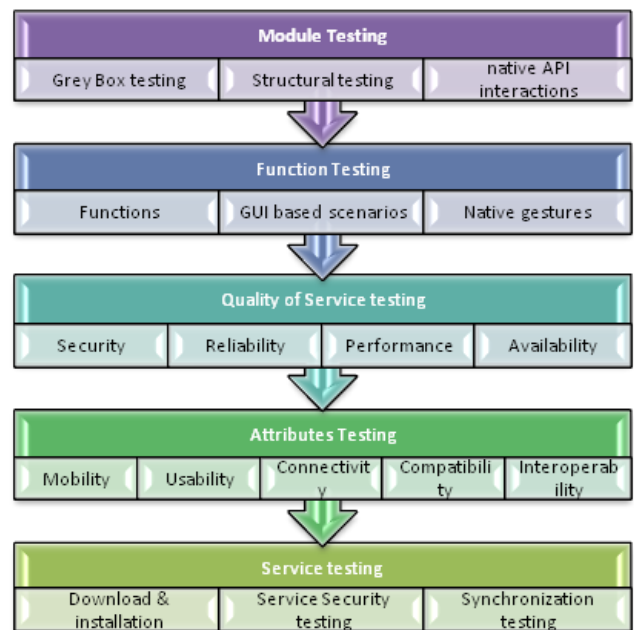 Module Testing
Grey Box testing
Structural testing
native API
interactions
Function Testing
Functions
GUI based scenarios
Native gestures
Quality of Service testing
Security
Reliability
Performance
Availability
Attributes Testing
Mobility
Usability
Connectivit
y
Compatibili
ty
Interoperab
ility
Service testing
Download &
installation
Service Security
testing
Synchronization
testing